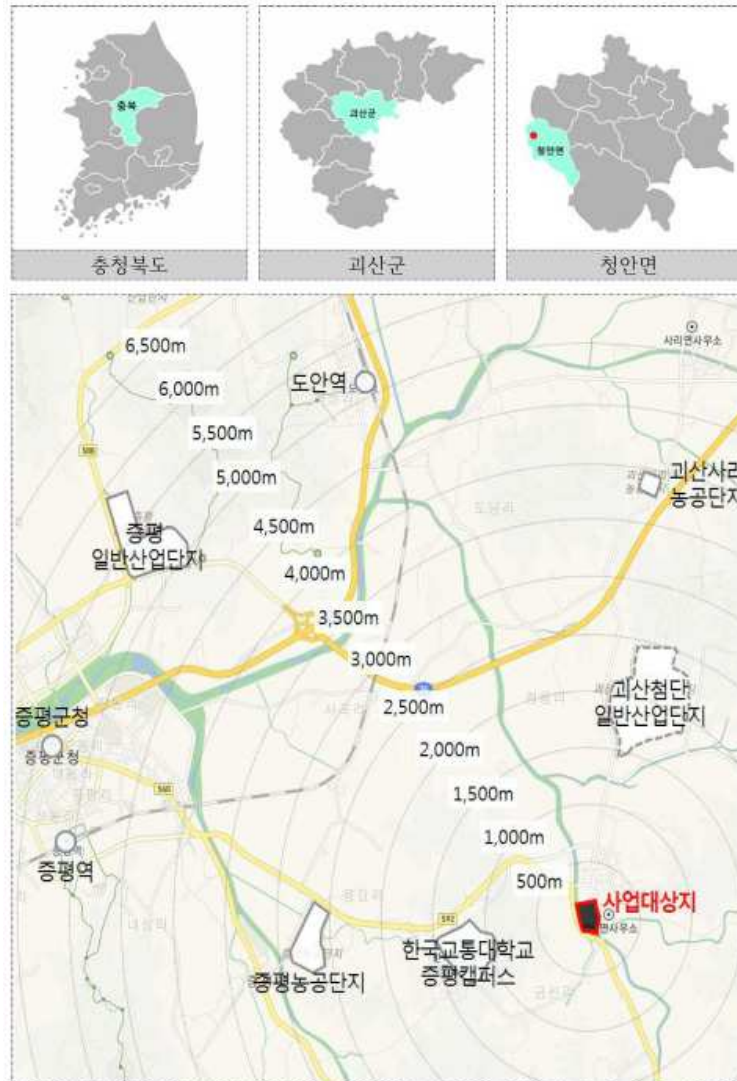 충북
괴산군
청안면
충청북도
괴산군
청안면
6,500m
사리면사무소
6,000m
도안역
5,500m
5,000m
괴산사리
농공단지
4,500m
증평
일반산업단지
4,000m
3,500m
3,000m
2,500m
괴산첨단
일반산업단지
증평군청
증평군청
2,000m
1,500m
1,000m
500m
증평역
592
사업대상지
면사무소
한국교통대학교
증평캠퍼스
증평농공단지